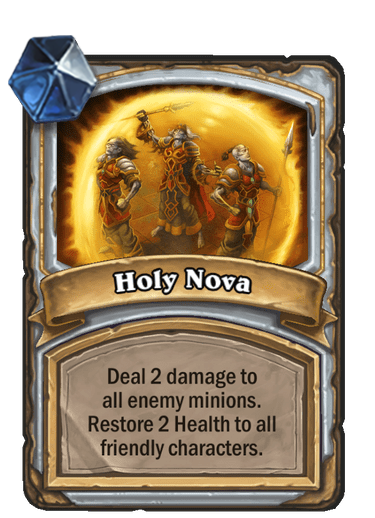 Holy Nova
Deal 2 damage to
all enemy minions.
Restore 2 Health to all
friendly characters.